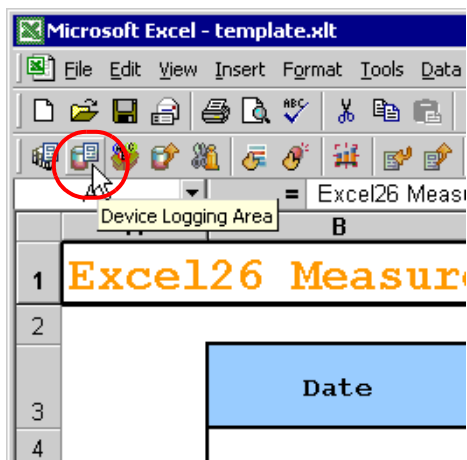 Microsoft Excel - template.xlt
File Edit View Insert Format Tools Data
ABC
= Excel26 Meas
Device Logging Area
B
1 Excel26 Measur
2
Date
3
4